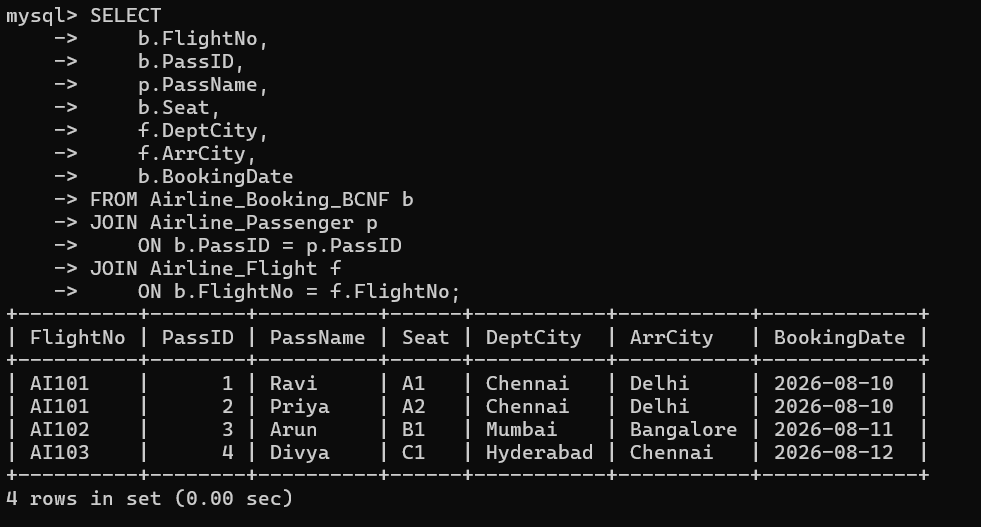 mysql> SELECT
    ->     b.FlightNo,
    ->     b.PassID,
    ->     p.PassName,
    ->     b.Seat,
    ->     f.DeptCity,
    ->     f.ArrCity,
    ->     b.BookingDate
    -> FROM Airline_Booking_BCNF b
    -> JOIN Airline_Passenger p
    ->     ON b.PassID = p.PassID
    -> JOIN Airline_Flight f
    ->     ON b.FlightNo = f.FlightNo;
+----------+--------+----------+------+-----------+-----------+-------------+
| FlightNo | PassID | PassName | Seat | DeptCity  | ArrCity   | BookingDate |
+----------+--------+----------+------+-----------+-----------+-------------+
| AI101    |      1 | Ravi     | A1   | Chennai   | Delhi     | 2026-08-10  |
| AI101    |      2 | Priya    | A2   | Chennai   | Delhi     | 2026-08-10  |
| AI102    |      3 | Arun     | B1   | Mumbai    | Bangalore | 2026-08-11  |
| AI103    |      4 | Divya    | C1   | Hyderabad | Chennai   | 2026-08-12  |
+----------+--------+----------+------+-----------+-----------+-------------+
4 rows in set (0.00 sec)